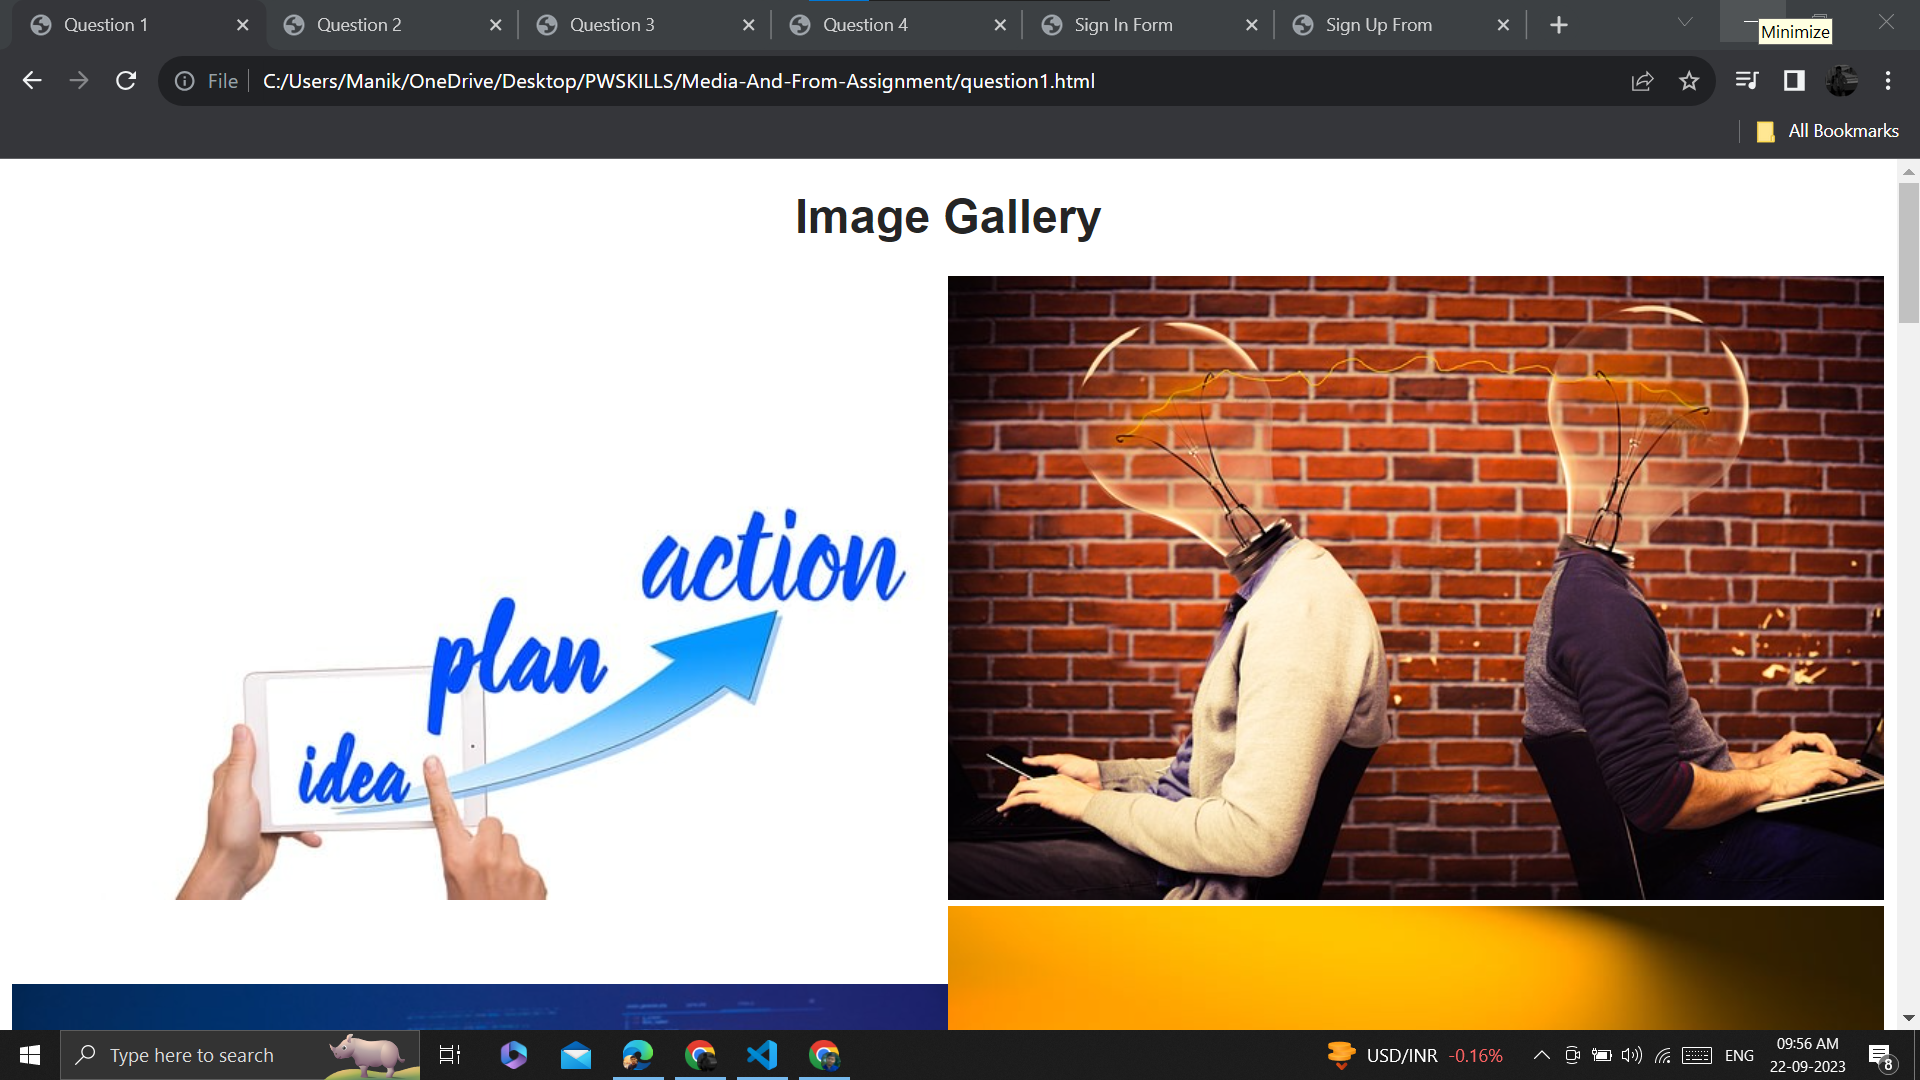 Question 1
Question 2
Question 3
Question 4
Sign In Form
Sign Up From
Minimize
File
C:/Users/Manik/OneDrive/Desktop/PWSKILLS/Media-And-From-Assignment/question1.html
All Bookmarks
Image Gallery
action
plan
idea
Type here to search
USD/INR -0.16%
ENG
09:56 AM
22-09-2023
8